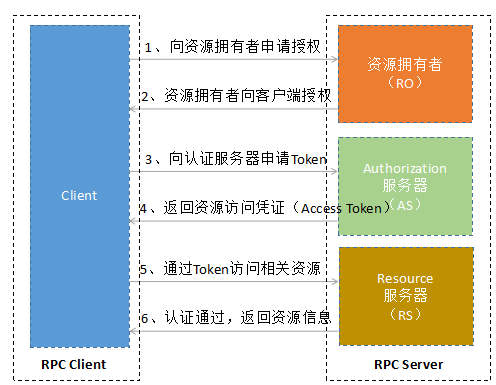 1、向资源拥有者申请授权
资源拥有者
（RO）
2、资源拥有者向客户端授权
3、向认证服务器申请Token
Authorization
服务器
（AS）
Client
4、返回资源访问凭证（Access Token）
5、通过Token访问相关资源
Resource
服务器
（RS）
6、认证通过，返回资源信息
RPC Client
RPC Server